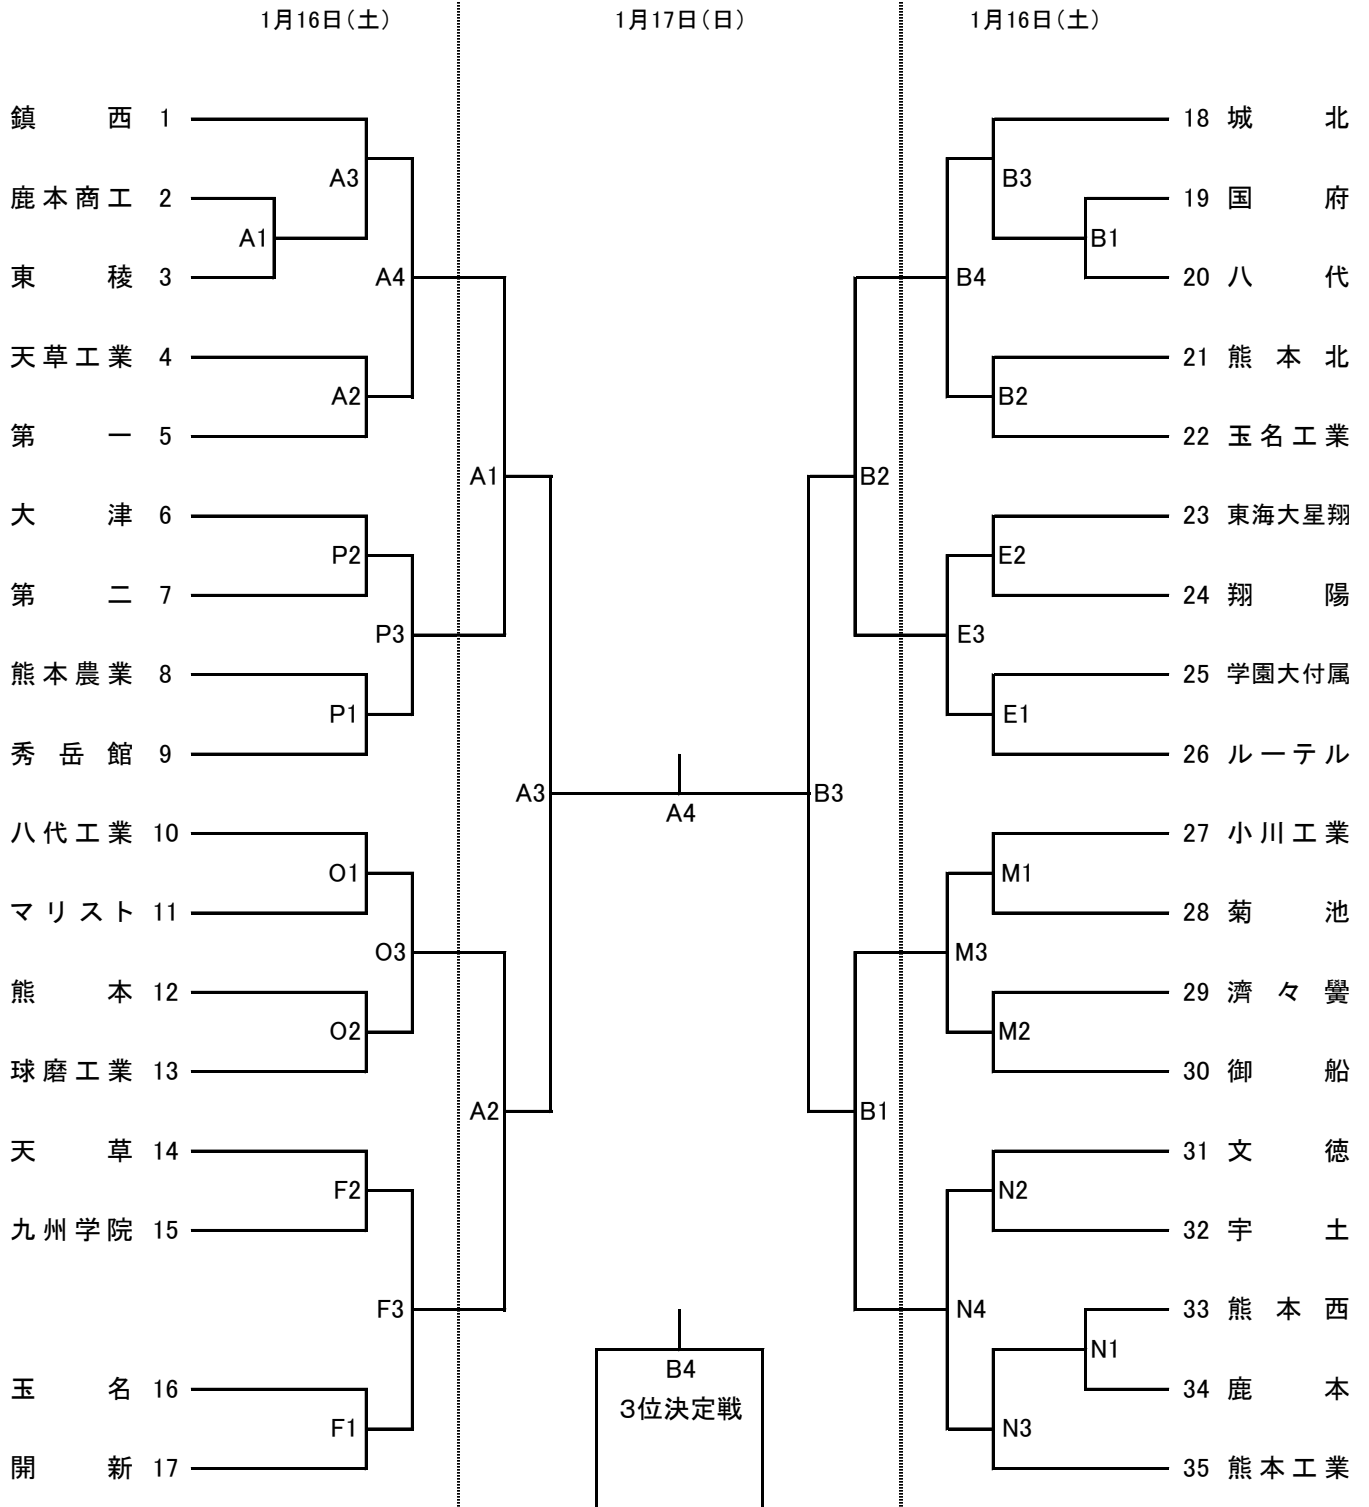 1月16日(土)
1月17日(日)
1月16日(土)
鎮西 1
18 城北
A3
B3
鹿本商工 2
19 国府
A1
B1
東稜 3
A4
B4
20 八代
天草工業 4
21 熊本北
A2
B2
第一 5
22 玉名工業
A1
B2
大津 6
23 東海大星翔
P2
E2
第二 7
24 翔陽
P3
E3
熊本農業 8
25 学園大付属
P1
E1
秀岳館 9
26 ルーテル
A3
A4
B3
八代工業 10
27 小川工業
O1
M1
マリスト 11
28 菊池
O3
M3
熊本 12
29 濟々黌
O2
M2
球磨工業 13
30 御船
A2
B1
天草 14
31 文徳
F2
N2
九州学院 15
32 宇土
F3
N4
33 熊本西
N1
B4
玉名 16
34 鹿本
3位決定戦
F1
N3
開新 17
35 熊本工業